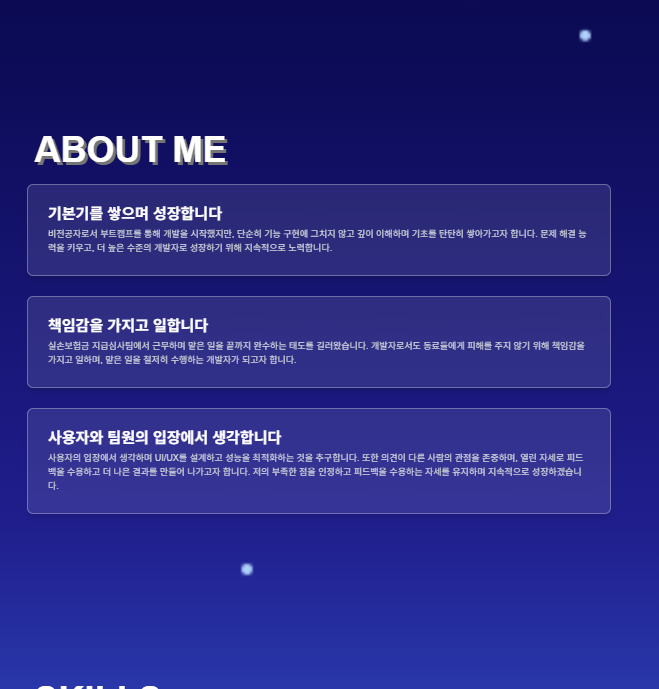 ABOUT ME
기본기를 쌓으며 성장합니다
비전공자로서 부트캠프를 통해 개발을 시작했지만, 단순히 기능 구현에 그치지 않고 깊이 이해하며 기초를 탄탄히 쌓아가고자 합니다. 문제 해결 능
력을 키우고, 더 높은 수준의 개발자로 성장하기 위해 지속적으로 노력합니다.
책임감을 가지고 일합니다
실손보험금 지급심사팀에서 근무하며 맡은 일을 끝까지 완수하는 태도를 길러왔습니다. 개발자로서도 동료들에게 피해를 주지 않기 위해 책임감을
가지고 일하며, 맡은 일을 철저히 수행하는 개발자가 되고자 합니다.
사용자와 팀원의 입장에서 생각합니다
사용자의 입장에서 생각하며 UI/UX를 설계하고 성능을 최적화하는 것을 추구합니다. 또한 의견이 다른 사람의 관점을 존중하며, 열린 자세로 피드
백을 수용하고 더 나은 결과를 만들어 나가고자 합니다. 저의 부족한 점을 인정하고 피드백을 수용하는 자세를 유지하며 지속적으로 성장하겠습니
다.
SKILLS